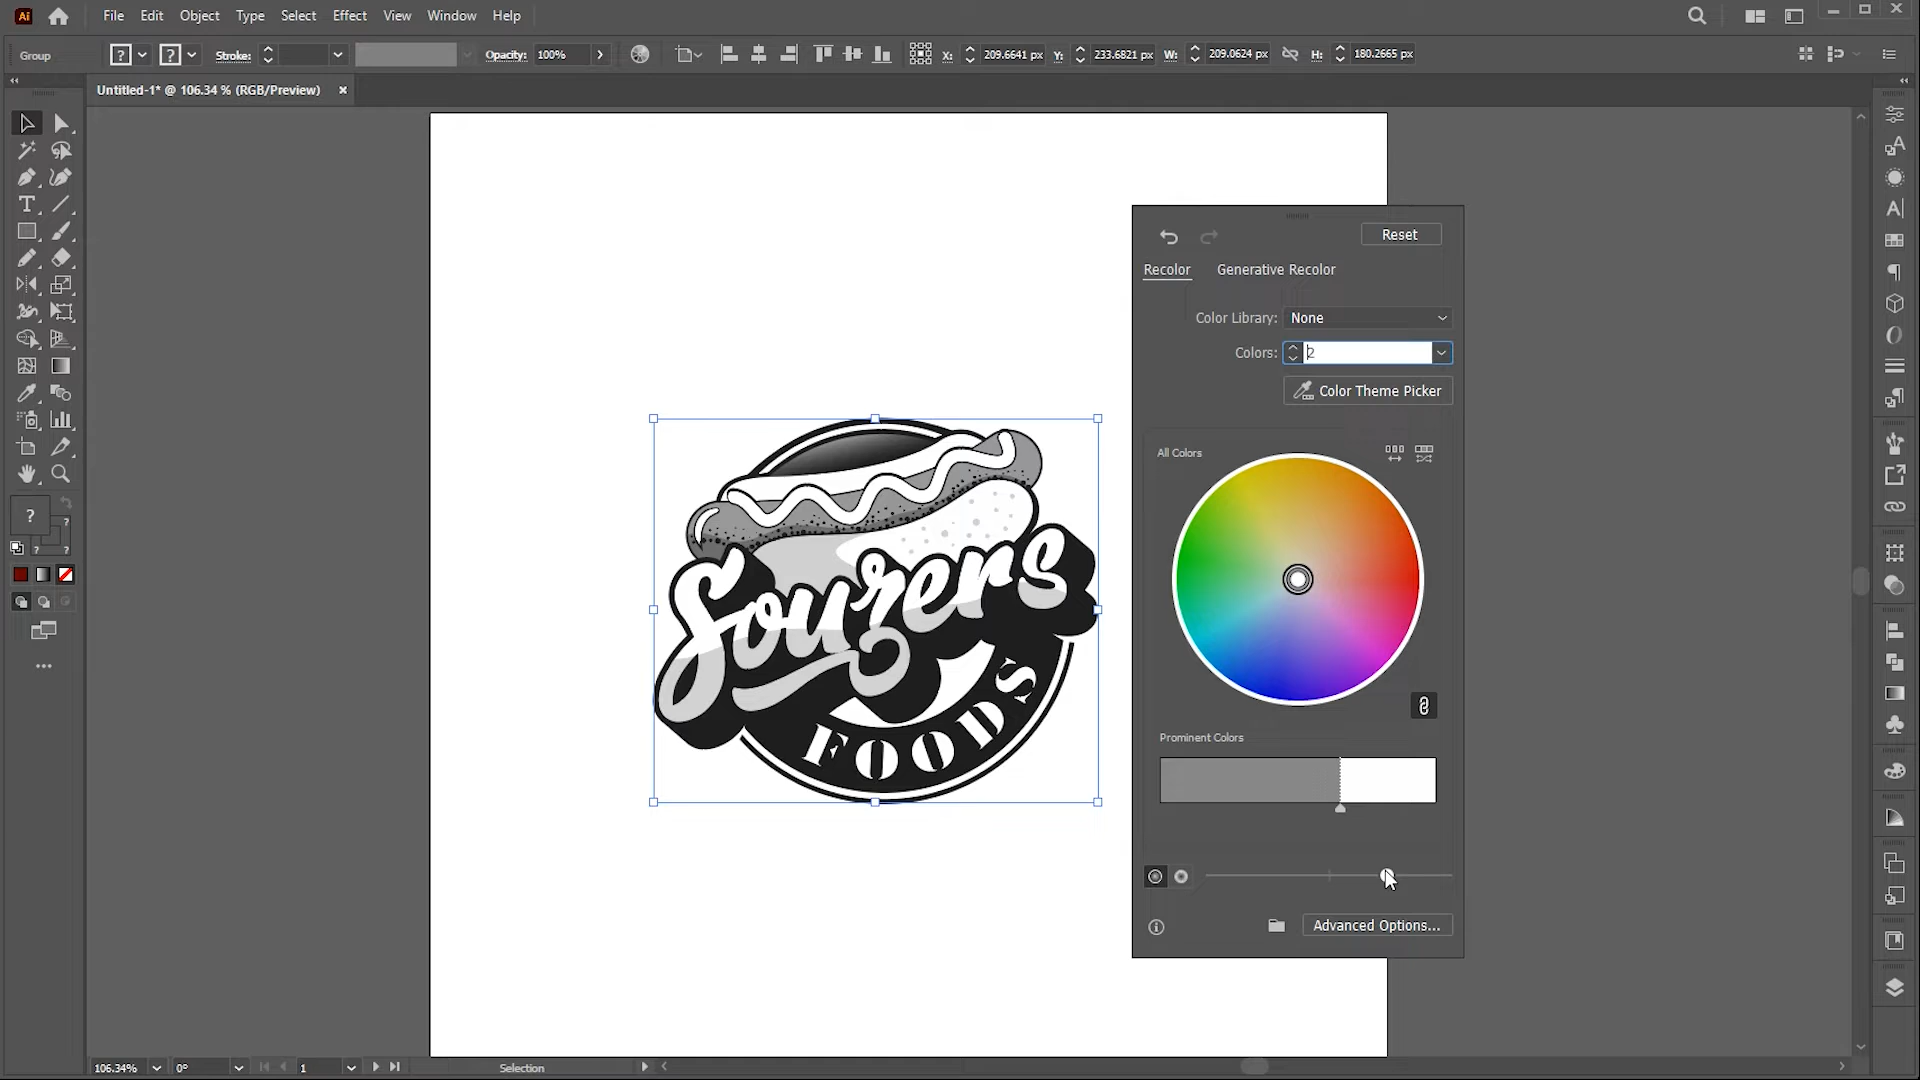 Ai File Edit Object Type Select Effect View Window Help
Group ? ? Stroke: Opacity: 100% X: 209.6641 px Y: 233.6821 px W: 209.0624 px H: 180.2665 px
Untitled-1* @ 106.34 % (RGB/Preview) ×
Reset
Recolor Generative Recolor
Color Library: None
Colors: 2
Color Theme Picker
All Colors
Sourers
FOODS
Prominent Colors
Advanced Options...
?
?
? ?
106.34% 0° 1 Selection